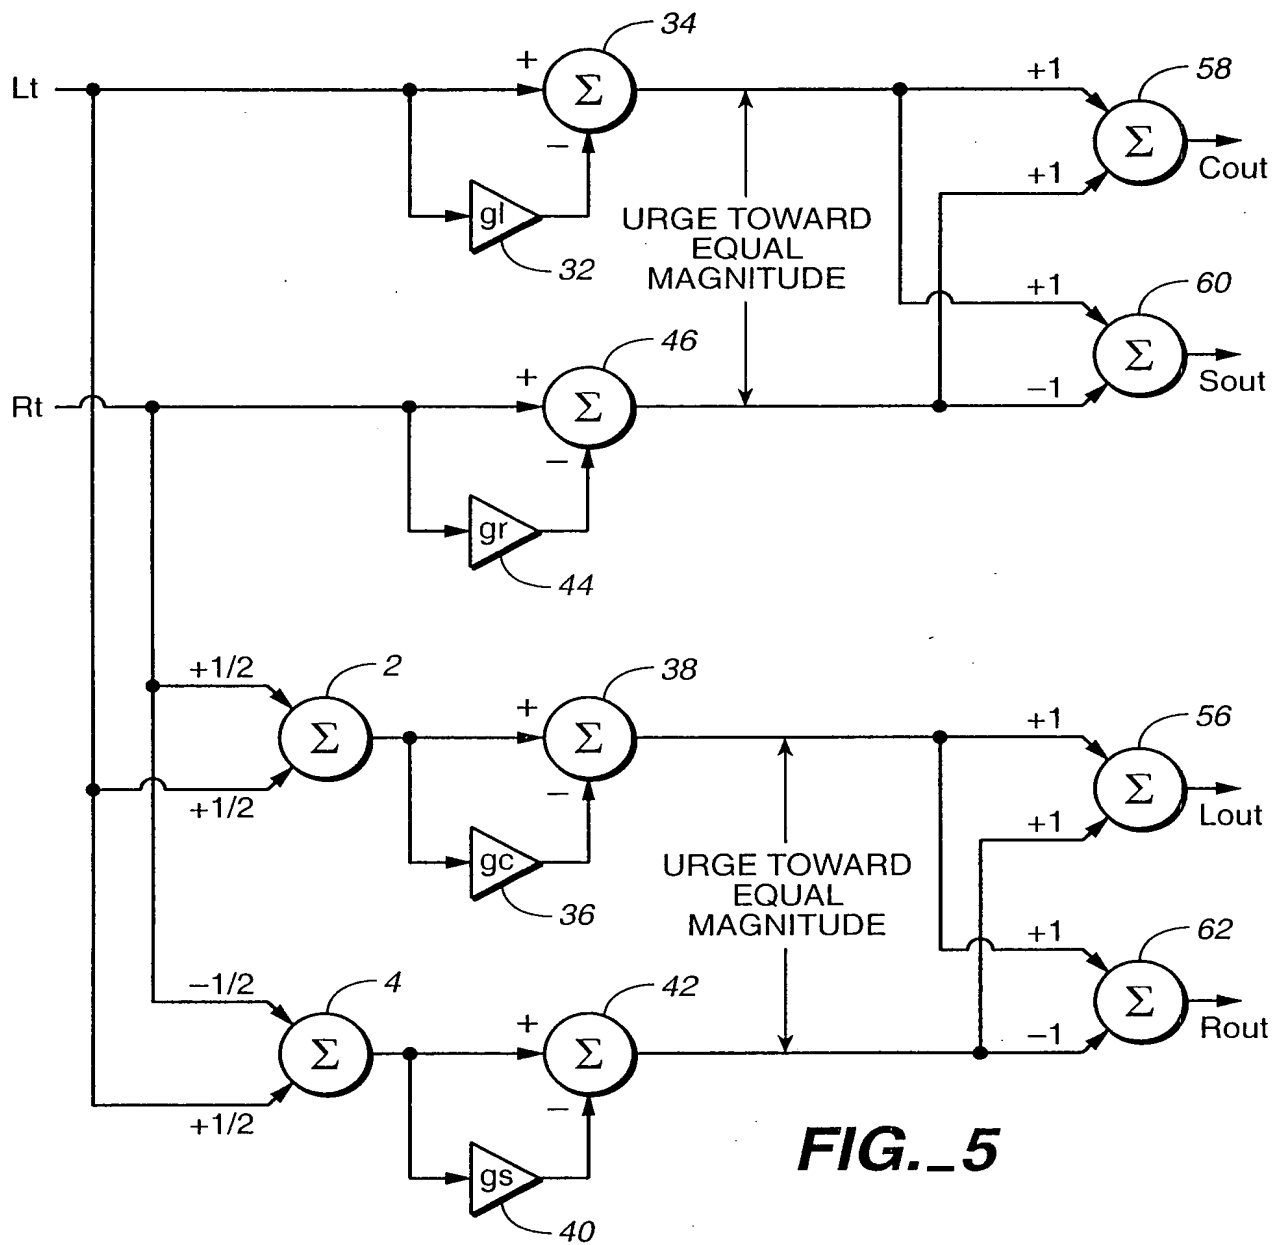 34
Lt
+
Σ
+1
58
–
Σ
Cout
gl
32
+1
URGE TOWARD
EQUAL
MAGNITUDE
+1
60
46
Rt
+
Σ
Σ
Sout
–1
–
gr
44
+1/2
2
38
+
Σ
Σ
+1
56
+1/2
–
Σ
Lout
+1
gc
36
URGE TOWARD
EQUAL
MAGNITUDE
+1
62
–1/2
4
42
+
Σ
Σ
Σ
Rout
–1
+1/2
–
gs
40
FIG._5